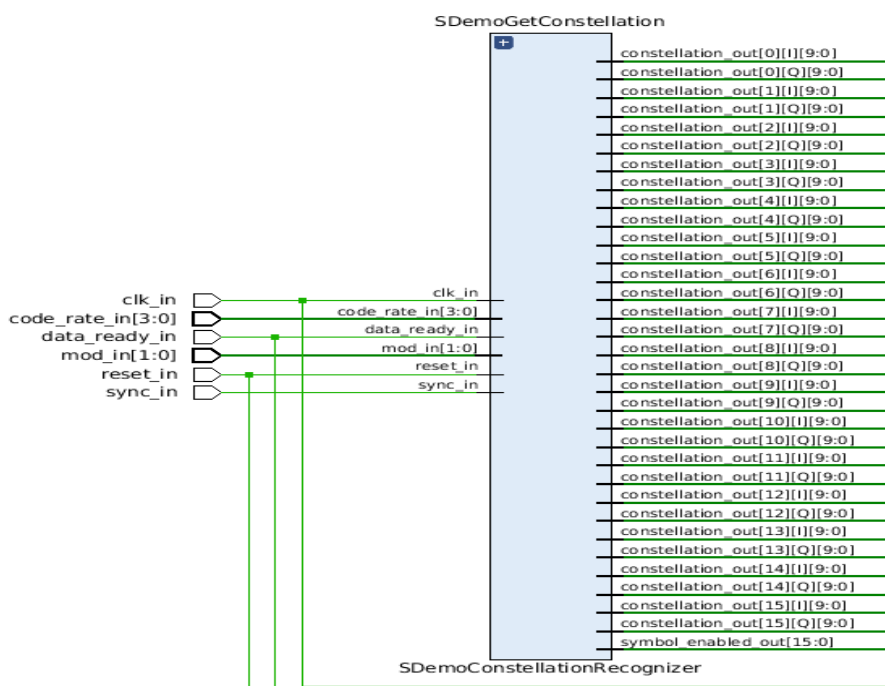 SDemoGetConstellation
constellation_out[0][I][9:0]
constellation_out[0][Q][9:0]
constellation_out[1][I][9:0]
constellation_out[1][Q][9:0]
constellation_out[2][I][9:0]
constellation_out[2][Q][9:0]
constellation_out[3][I][9:0]
constellation_out[3][Q][9:0]
constellation_out[4][I][9:0]
constellation_out[4][Q][9:0]
constellation_out[5][I][9:0]
constellation_out[5][Q][9:0]
constellation_out[6][I][9:0]
constellation_out[6][Q][9:0]
constellation_out[7][I][9:0]
constellation_out[7][Q][9:0]
constellation_out[8][I][9:0]
constellation_out[8][Q][9:0]
constellation_out[9][I][9:0]
constellation_out[9][Q][9:0]
constellation_out[10][I][9:0]
constellation_out[10][Q][9:0]
constellation_out[11][I][9:0]
constellation_out[11][Q][9:0]
constellation_out[12][I][9:0]
constellation_out[12][Q][9:0]
constellation_out[13][I][9:0]
constellation_out[13][Q][9:0]
constellation_out[14][I][9:0]
constellation_out[14][Q][9:0]
constellation_out[15][I][9:0]
constellation_out[15][Q][9:0]
symbol_enabled_out[15:0]
clk_in
code_rate_in[3:0]
data_ready_in
mod_in[1:0]
reset_in
sync_in
clk_in
code_rate_in[3:0]
data_ready_in
mod_in[1:0]
reset_in
sync_in
SDemoConstellationRecognizer